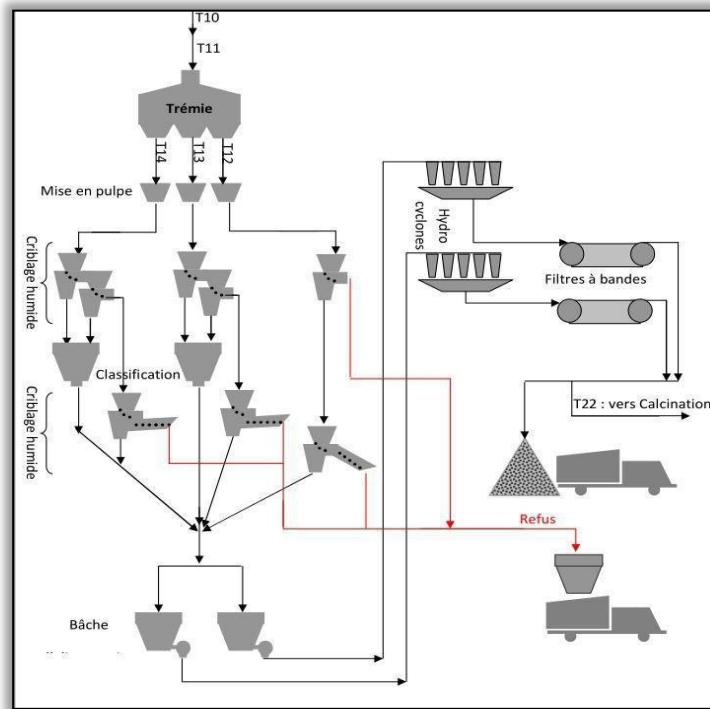 T10
T11
Trémie
T14
T13
T12
Mise en pulpe
Criblage humide
Hydro
cyclones
Filtres à bandes
Classification
Criblage humide
T22 : vers Calcination
Refus
Bâche